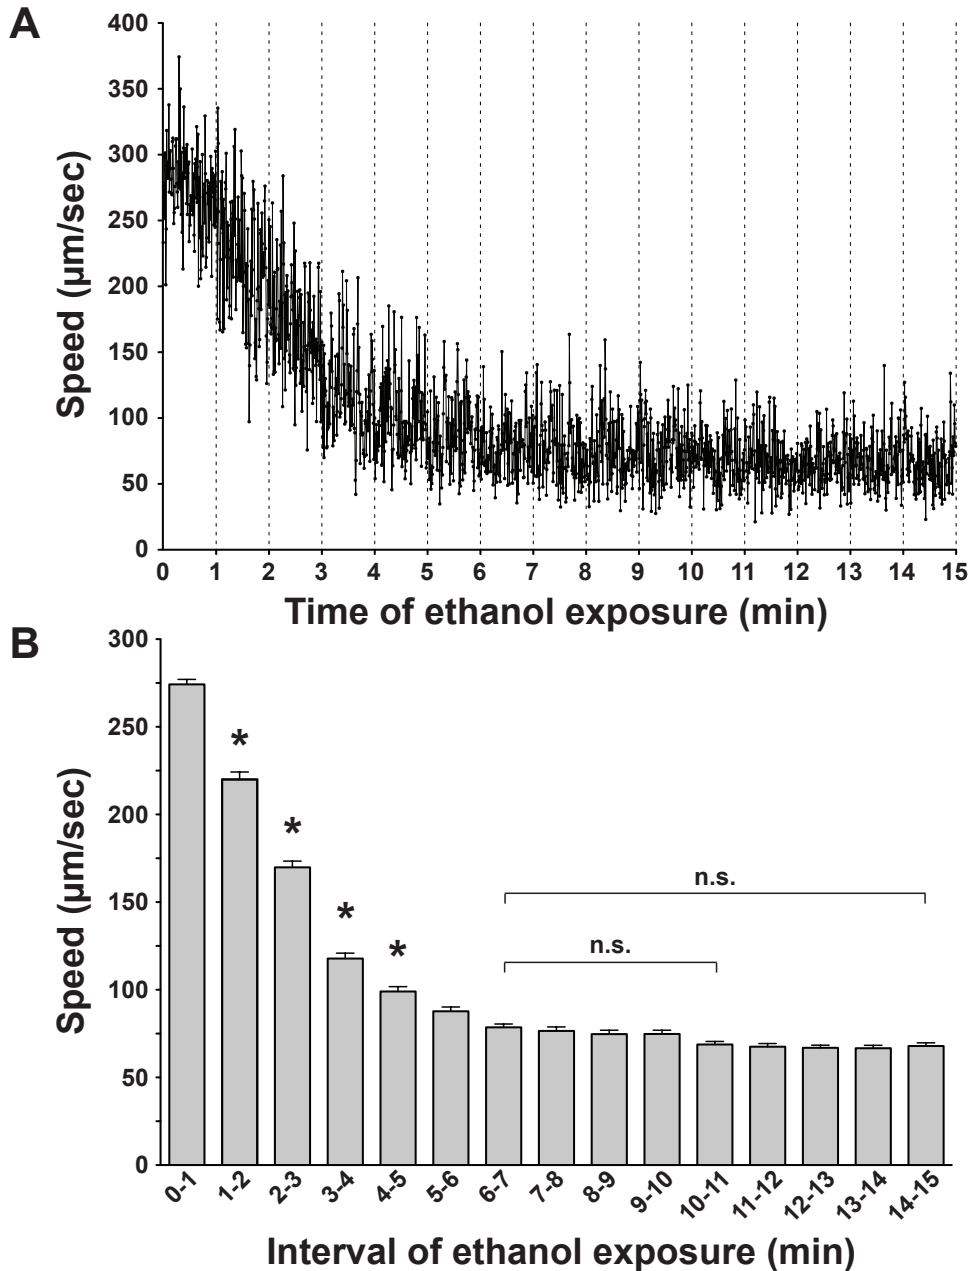 A
400
350
300
250
200
150
100
50
0
Speed (µm/sec)
0 1 2 3 4 5 6 7 8 9 10 11 12 13 14 15
Time of ethanol exposure (min)
B
300
250
200
150
100
50
0
Speed (µm/sec)
* * * *
n.s.
n.s.
0-1 1-2 2-3 3-4 4-5 5-6 6-7 7-8 8-9 9-10 10-11 11-12 12-13 13-14 14-15
Interval of ethanol exposure (min)